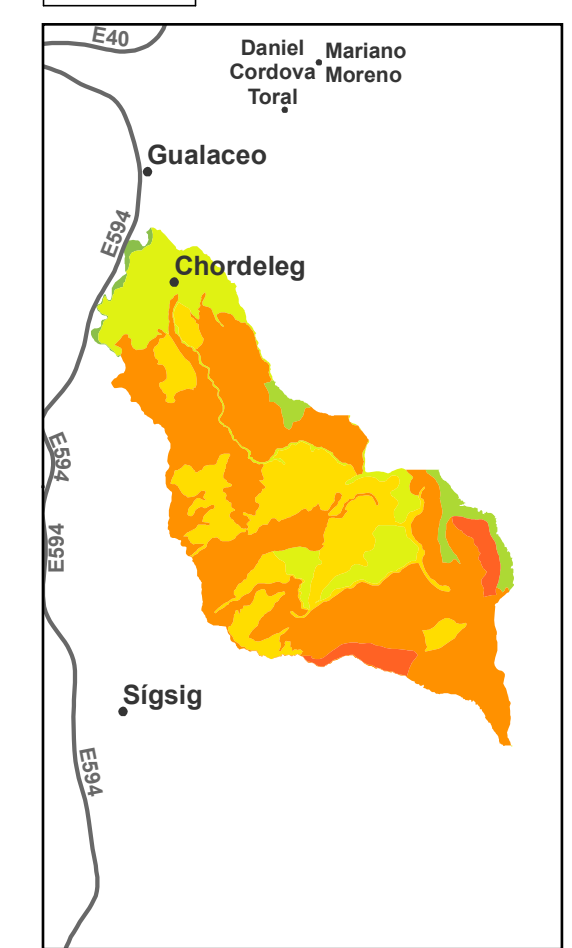 E40
Daniel
Cordova
Toral
Mariano
Moreno
Gualaceo
E594
Chordeleg
E594
E594
Sígsig
E594